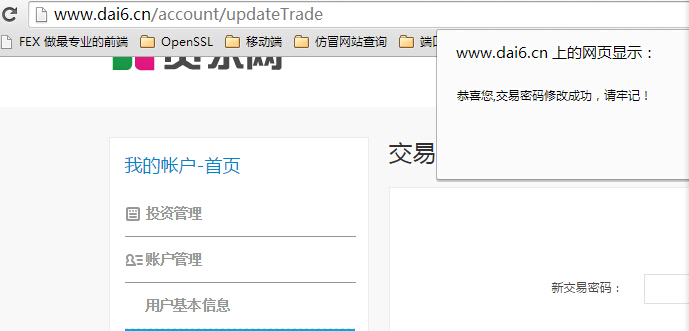 www.dai6.cn/account/updateTrade
FEX 做最专业的前端 OpenSSL 移动端 仿冒网站查询 端口
www.dai6.cn 上的网页显示：
恭喜您,交易密码修改成功，请牢记！
我的帐户-首页
交易
投资管理
账户管理
用户基本信息
新交易密码：